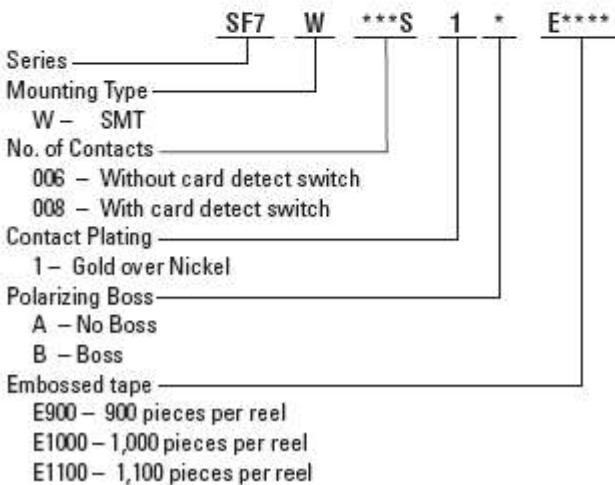 SF7 W ***S 1 * E****
Series
Mounting Type
W – SMT
No. of Contacts
006 – Without card detect switch
008 – With card detect switch
Contact Plating
1 – Gold over Nickel
Polarizing Boss
A – No Boss
B – Boss
Embossed tape
E900 – 900 pieces per reel
E1000 – 1,000 pieces per reel
E1100 – 1,100 pieces per reel